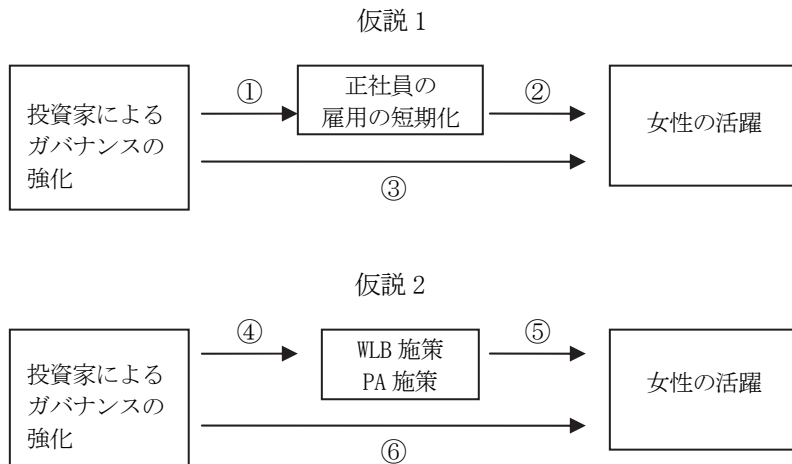 仮説 1
①
②
投資家による
ガバナンスの
強化
正社員の
雇用の短期化
女性の活躍
③
仮説 2
④
⑤
投資家による
ガバナンスの
強化
WLB 施策
PA 施策
女性の活躍
⑥